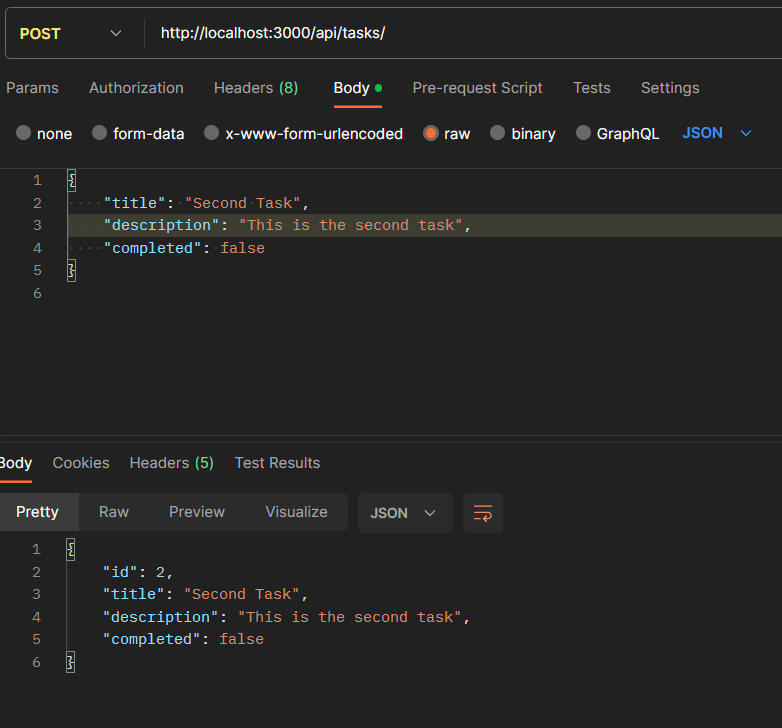 POST http://localhost:3000/api/tasks/
Params Authorization Headers (8) Body Pre-request Script Tests Settings
none form-data x-www-form-urlencoded raw binary GraphQL JSON
1 {
2 "title": "Second Task",
3 "description": "This is the second task",
4 "completed": false
5 }
6
Body Cookies Headers (5) Test Results
Pretty Raw Preview Visualize JSON
1 {
2 "id": 2,
3 "title": "Second Task",
4 "description": "This is the second task",
5 "completed": false
6 }